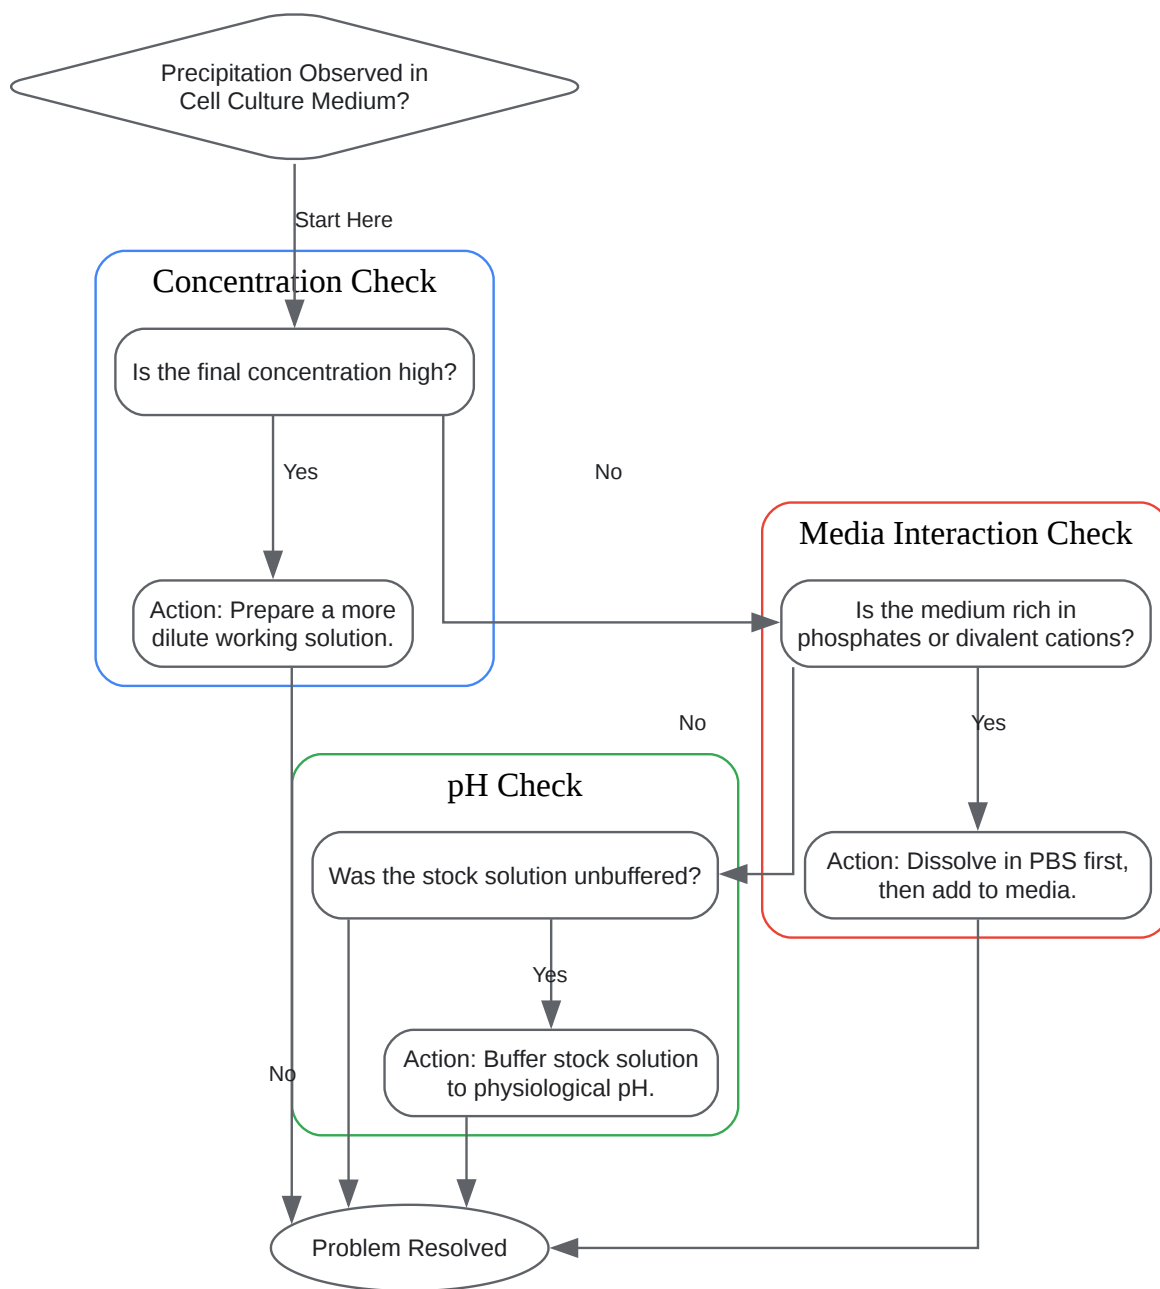 Precipitation Observed in
Cell Culture Medium?
Start Here
Concentration Check
Is the final concentration high?
Yes
No
Media Interaction Check
Action: Prepare a more
dilute working solution.
Is the medium rich in
phosphates or divalent cations?
No
Yes
pH Check
Was the stock solution unbuffered?
Action: Dissolve in PBS first,
then add to media.
Yes
No
Action: Buffer stock solution
to physiological pH.
Problem Resolved